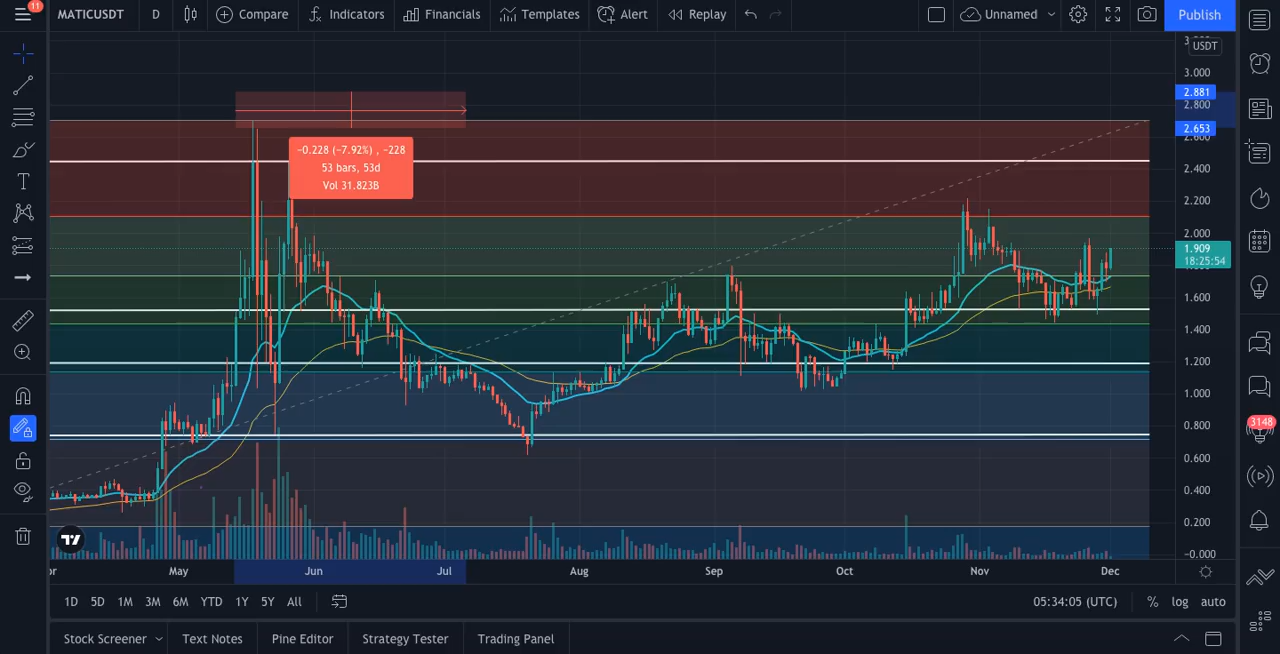 11
MATICUSDT D Compare Indicators Financials Templates Alert Replay Unnamed Publish
USDT
3.000
2.881
2.800
2.653
2.400
2.200
2.000
1.909
18:25:54
1.600
1.400
1.200
1.000
0.800
0.600
0.400
0.200
-0.000
-0.228 (-7.92%) , -228
53 bars, 53d
Vol 31.823B
3148
May Jun Jul Aug Sep Oct Nov Dec
1D 5D 1M 3M 6M YTD 1Y 5Y All 05:34:05 (UTC) % log auto
Stock Screener Text Notes Pine Editor Strategy Tester Trading Panel